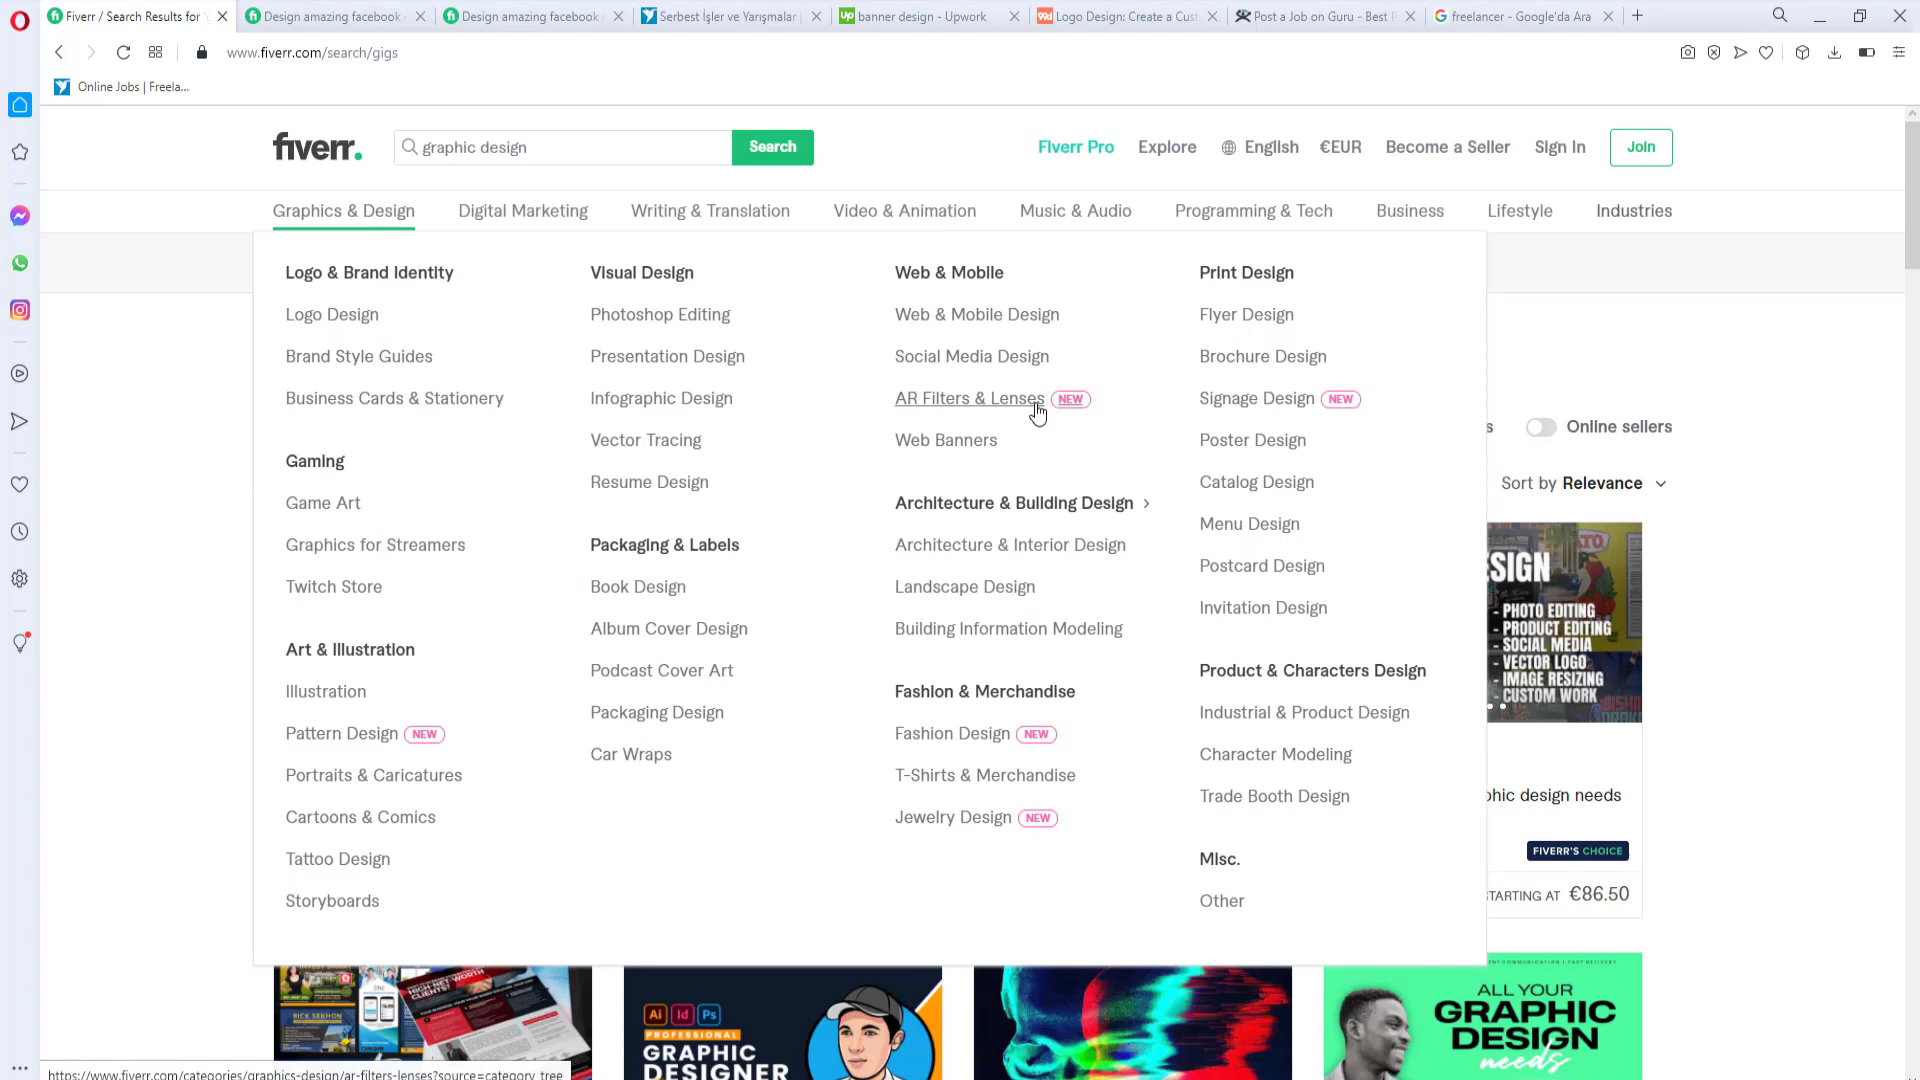 Fiverr / Search Results for '
Design amazing facebook
Design amazing facebook
Serbest İşler ve Yarışmalar
banner design - Upwork
Logo Design: Create a Cust
Post a Job on Guru - Best F
freelancer - Google'da Ara
www.fiverr.com/search/gigs
Online Jobs | Freela...
fiverr.
graphic design
Search
Fiverr Pro
Explore
English
€EUR
Become a Seller
Sign In
Join
Graphics & Design
Digital Marketing
Writing & Translation
Video & Animation
Music & Audio
Programming & Tech
Business
Lifestyle
Industries
Logo & Brand Identity
Logo Design
Brand Style Guides
Business Cards & Stationery
Gaming
Game Art
Graphics for Streamers
Twitch Store
Art & Illustration
Illustration
Pattern Design NEW
Portraits & Caricatures
Cartoons & Comics
Tattoo Design
Storyboards
Visual Design
Photoshop Editing
Presentation Design
Infographic Design
Vector Tracing
Resume Design
Packaging & Labels
Book Design
Album Cover Design
Podcast Cover Art
Packaging Design
Car Wraps
Web & Mobile
Web & Mobile Design
Social Media Design
AR Filters & Lenses NEW
Web Banners
Architecture & Building Design
Architecture & Interior Design
Landscape Design
Building Information Modeling
Fashion & Merchandise
Fashion Design NEW
T-Shirts & Merchandise
Jewelry Design NEW
Print Design
Flyer Design
Brochure Design
Signage Design NEW
Poster Design
Catalog Design
Menu Design
Postcard Design
Invitation Design
Product & Characters Design
Industrial & Product Design
Character Modeling
Trade Booth Design
Misc.
Other
s
Online sellers
Sort by Relevance
SIGN
- PHOTO EDITING
- PRODUCT EDITING
- SOCIAL MEDIA
- VECTOR LOGO
- IMAGE RESIZING
- CUSTOM WORK
phic design needs
FIVERR'S CHOICE
STARTING AT €86.50
HIGH NET-WORTH
CLIENTS?
RICE SEEHON
Ai Id Ps
PROFESSIONAL
GRAPHIC
DESIGNER
ALL YOUR
GRAPHIC
DESIGN
needs
https://www.fiverr.com/categories/graphics-design/ar-filters-lenses?source=category_tree